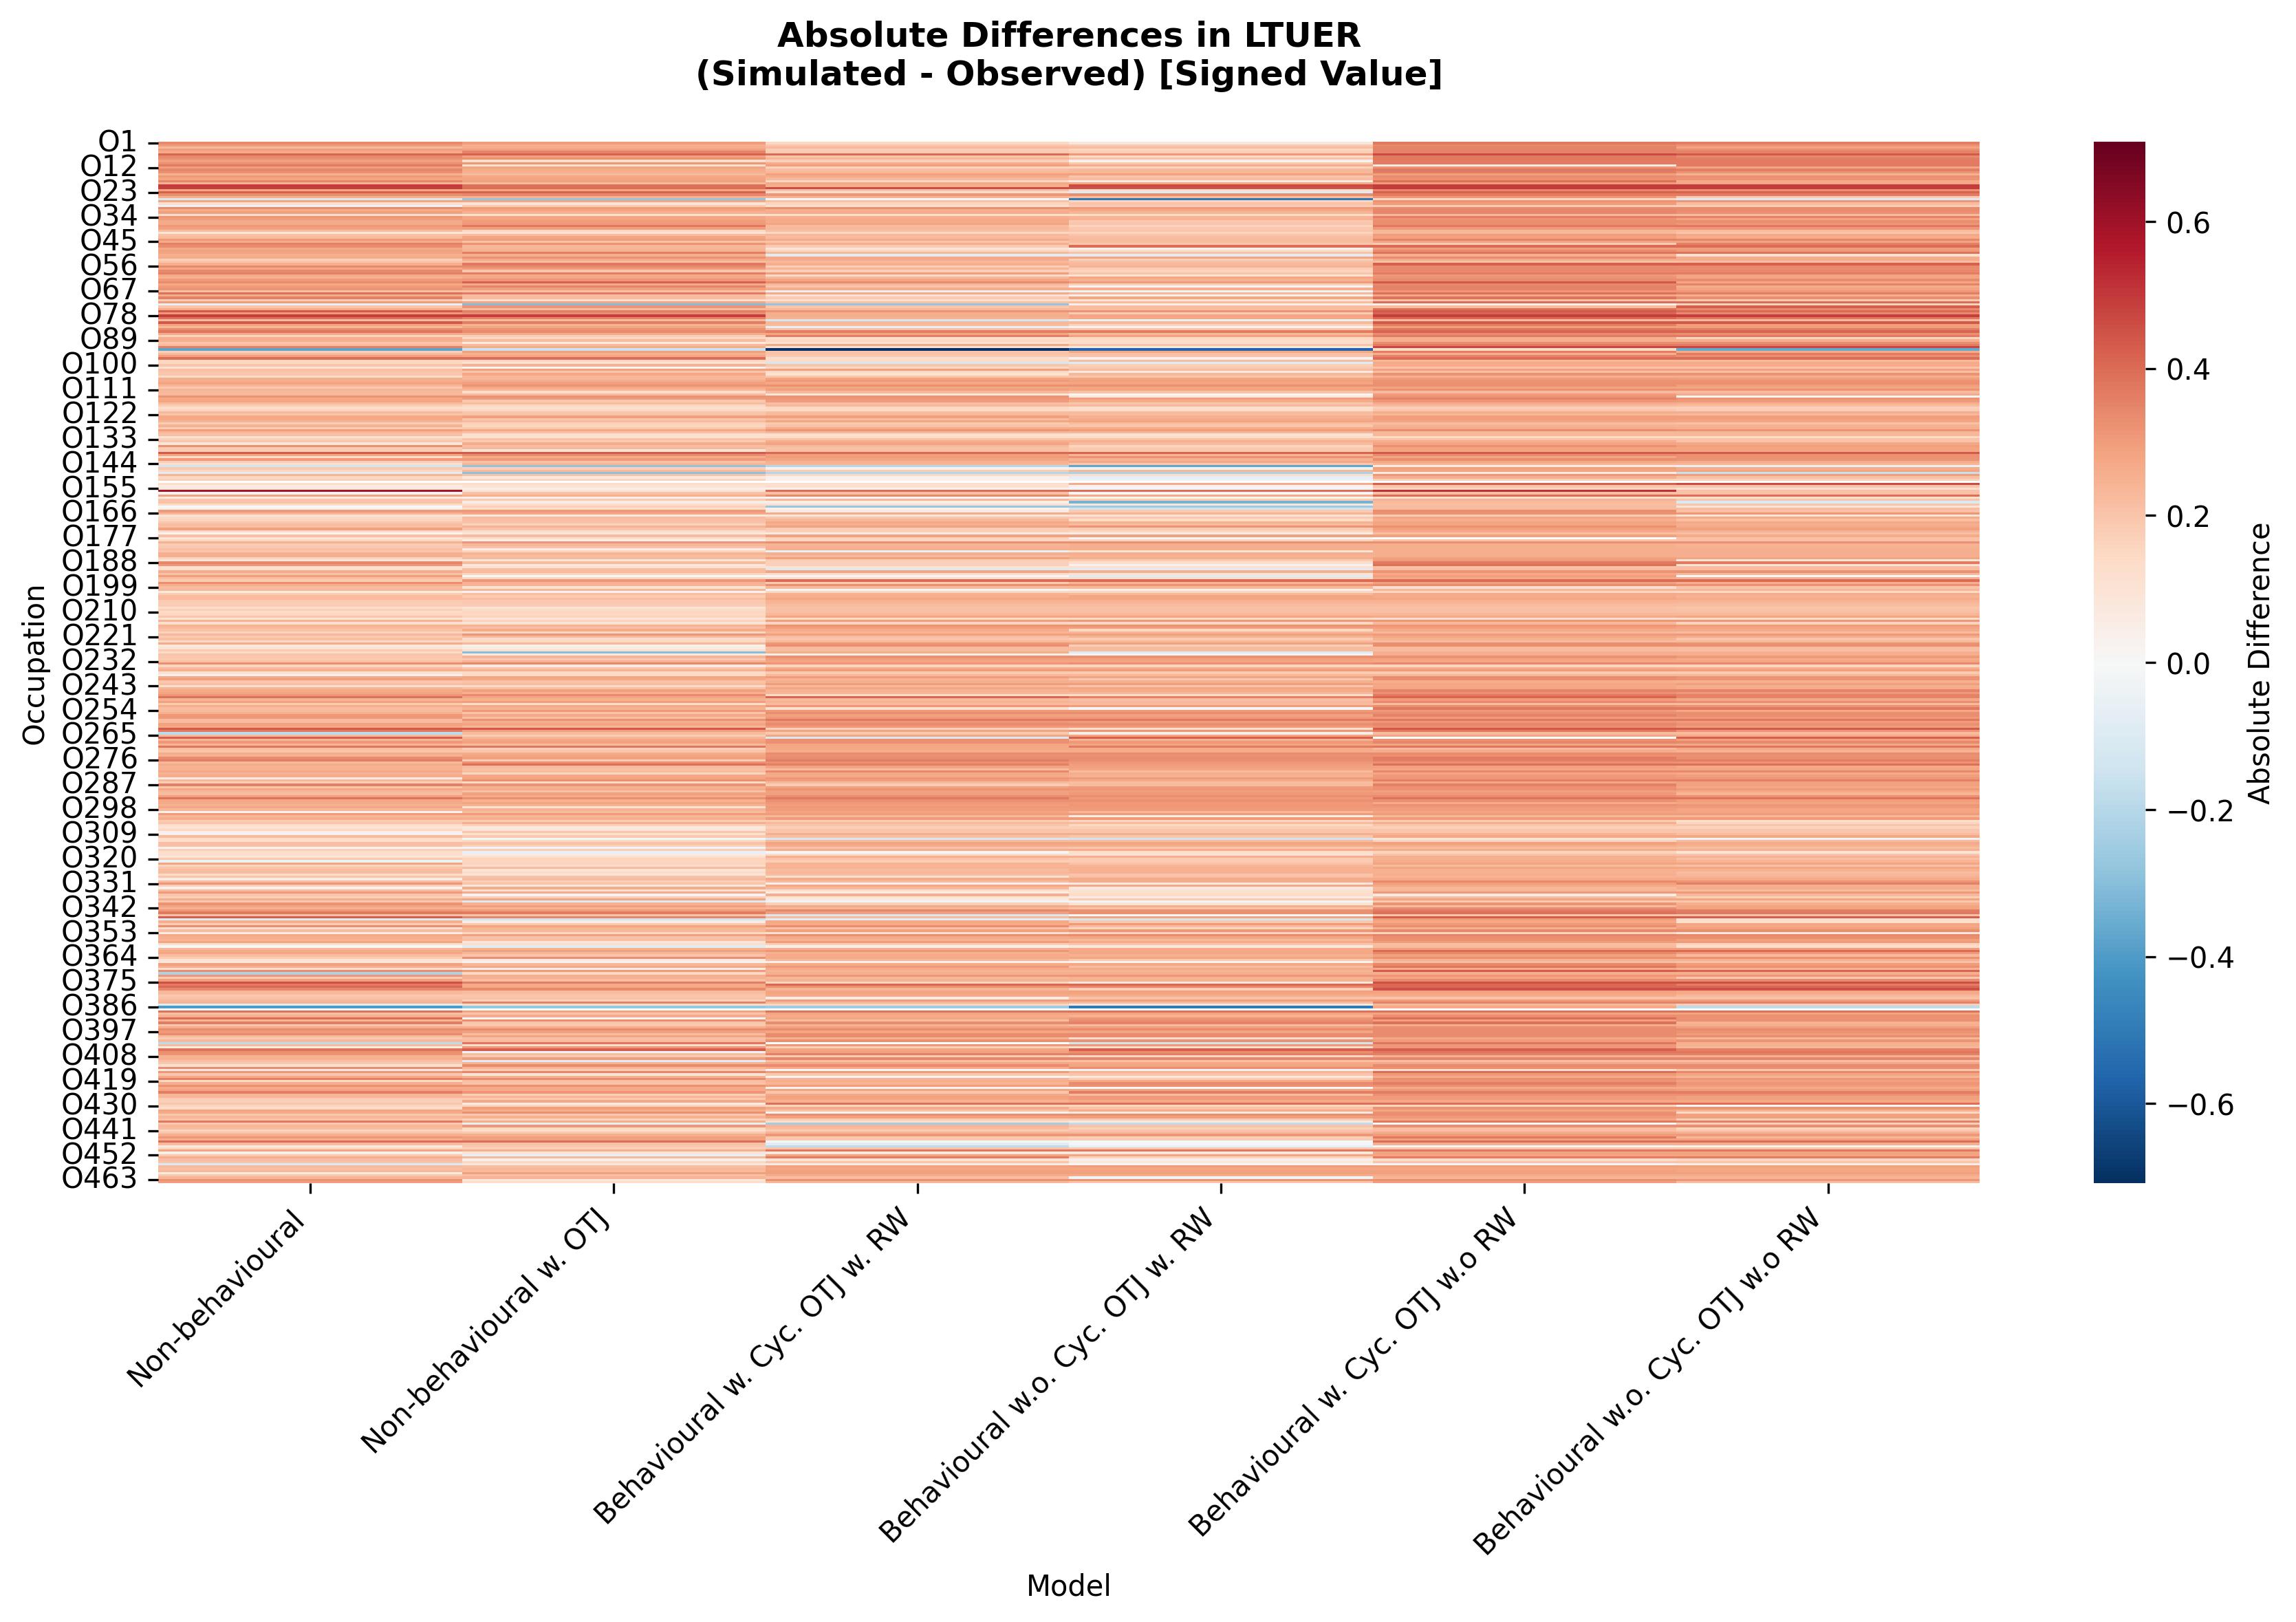 Absolute Differences in LTUER
(Simulated - Observed) [Signed Value]
Occupation
O1
O12
O23
O34
O45
O56
O67
O78
O89
O100
O111
O122
O133
O144
O155
O166
O177
O188
O199
O210
O221
O232
O243
O254
O265
O276
O287
O298
O309
O320
O331
O342
O353
O364
O375
O386
O397
O408
O419
O430
O441
O452
O463
Non-behavioural
Non-behavioural w. OTJ
Behavioural w. Cyc. OTJ w. RW
Behavioural w.o. Cyc. OTJ w. RW
Behavioural w. Cyc. OTJ w.o RW
Behavioural w.o. Cyc. OTJ w.o RW
Model
0.6
0.4
0.2
0.0
−0.2
−0.4
−0.6
Absolute Difference